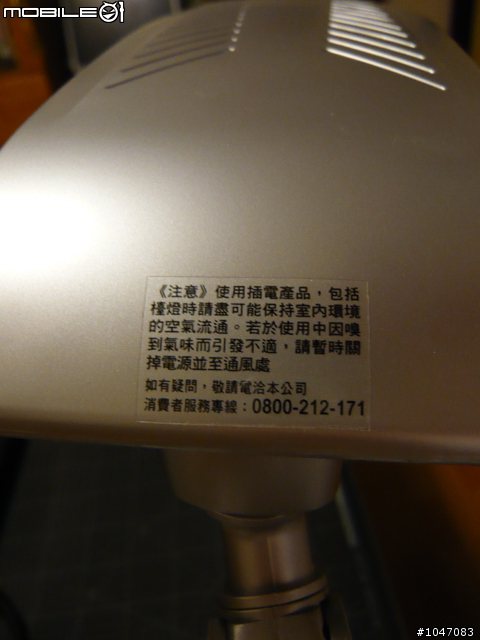 MOBILE01
《注意》使用插電產品，包括
檯燈時請盡可能保持室內環境
的空氣流通。若於使用中因嗅
到氣味而引發不適，請暫時關
掉電源並至通風處
如有疑問，敬請電洽本公司
消費者服務專線：0800-212-171
#1047083